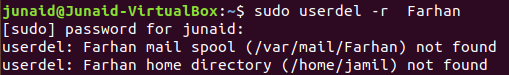 junaid@Junaid-VirtualBox:~$ sudo userdel -r  Farhan
[sudo] password for junaid:
userdel: Farhan mail spool (/var/mail/Farhan) not found
userdel: Farhan home directory (/home/jamil) not found